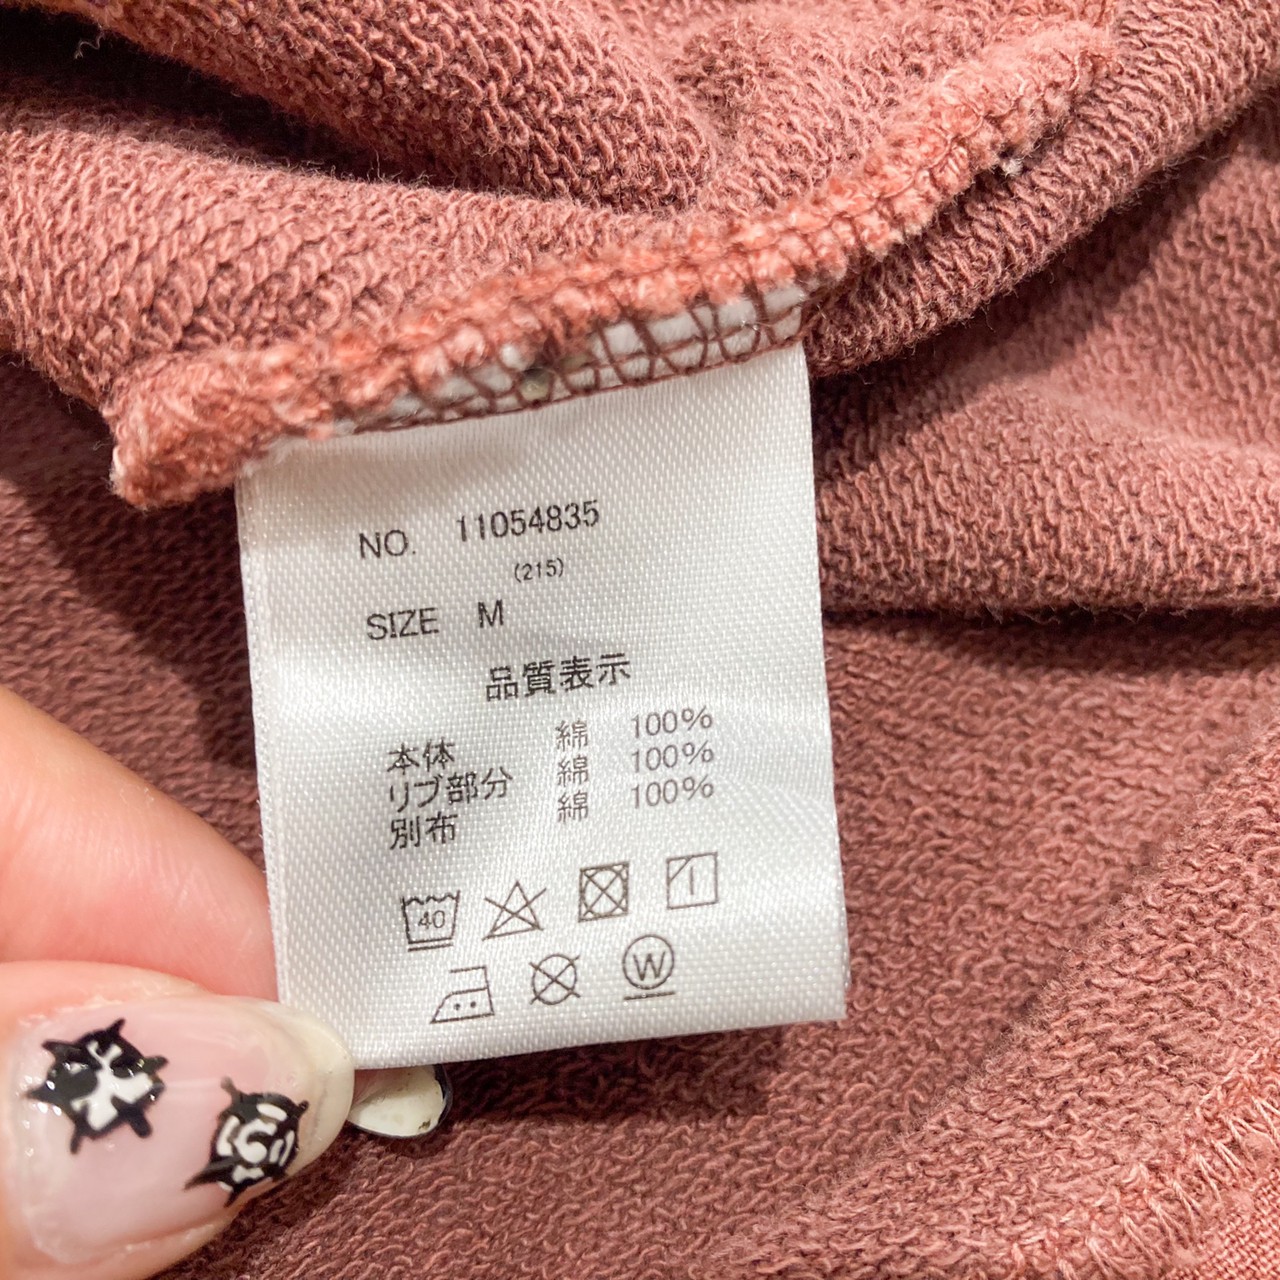 NO. 11054835
(215)
SIZE M
品質表示
本体 綿 100%
リブ部分 綿 100%
別布 綿 100%
40
W